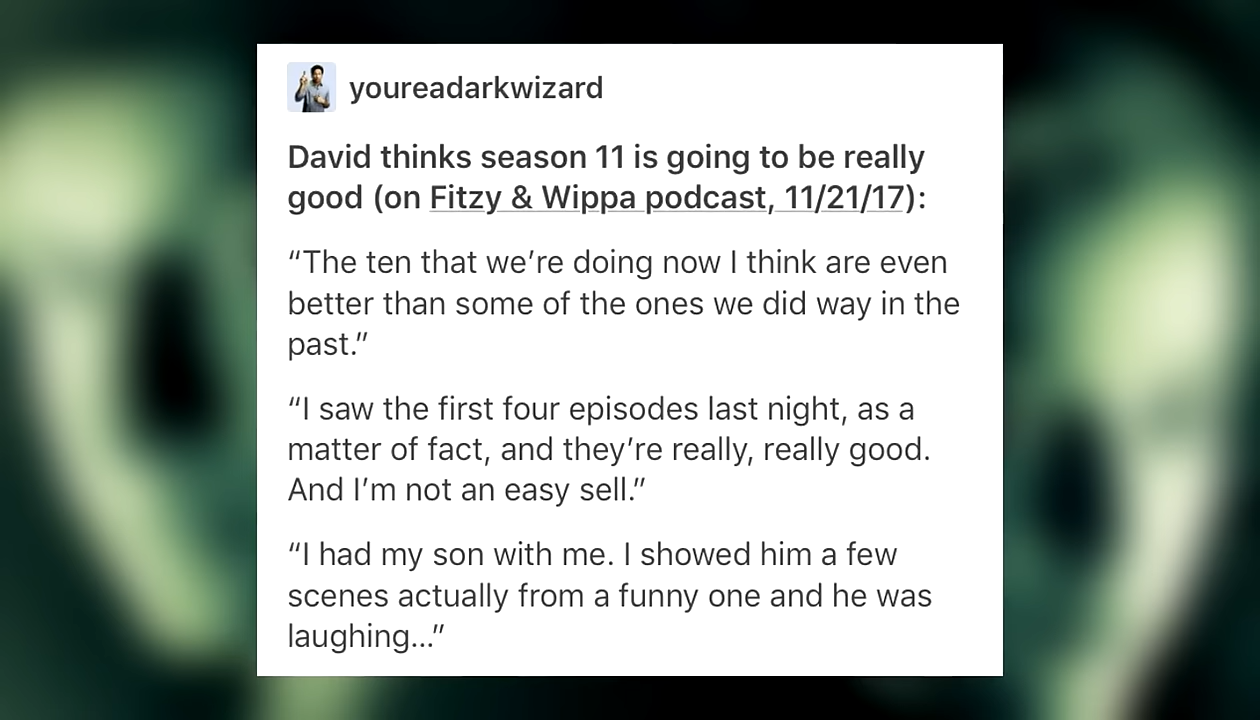 youreadarkwizard
David thinks season 11 is going to be really
good (on Fitzy & Wippa podcast, 11/21/17):
“The ten that we’re doing now I think are even
better than some of the ones we did way in the
past.”
“I saw the first four episodes last night, as a
matter of fact, and they’re really, really good.
And I’m not an easy sell.”
“I had my son with me. I showed him a few
scenes actually from a funny one and he was
laughing...”